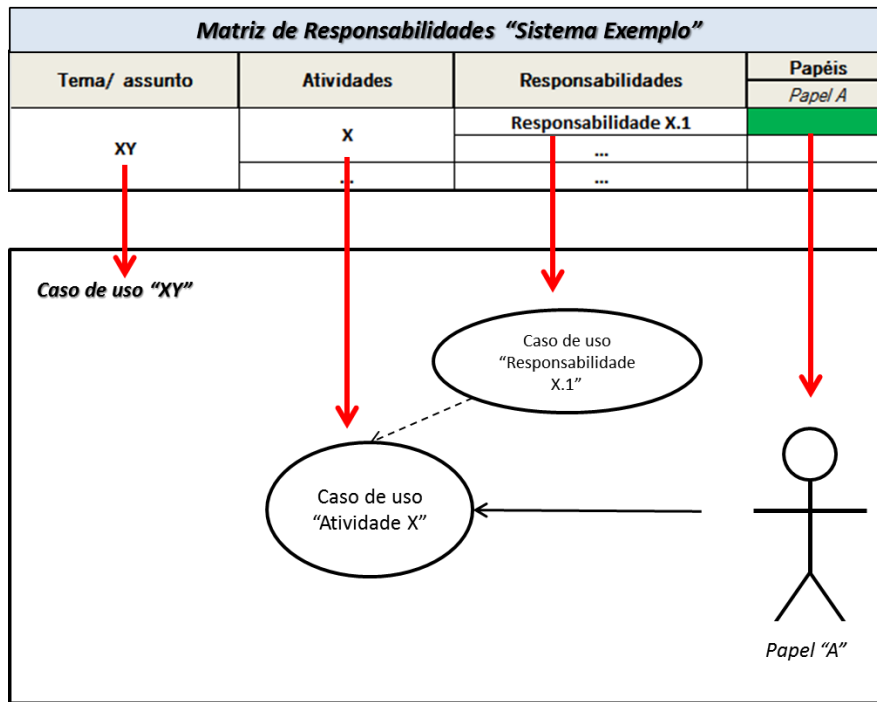 Matriz de Responsabilidades “Sistema Exemplo”
Tema/ assunto
Atividades
Responsabilidades
Papéis
Papel A
XY
X
Responsabilidade X.1
...
...
...
Caso de uso “XY”
Caso de uso
“Responsabilidade
X.1”
Caso de uso
“Atividade X”
Papel “A”